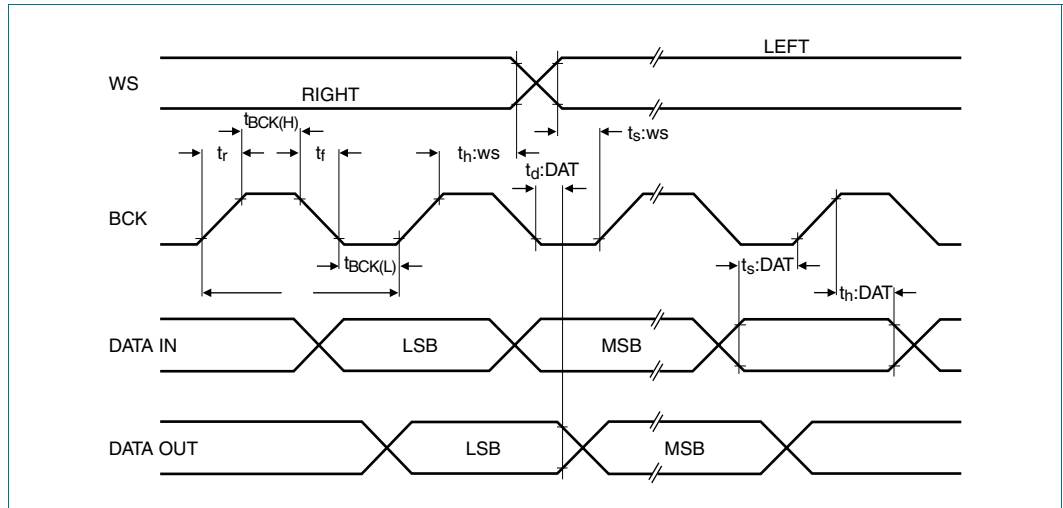 LEFT
WS
RIGHT
tBCK(H)
ts:ws
tr
tf
th:ws
td:DAT
BCK
tBCK(L)
ts:DAT
th:DAT
DATA IN
LSB
MSB
DATA OUT
LSB
MSB